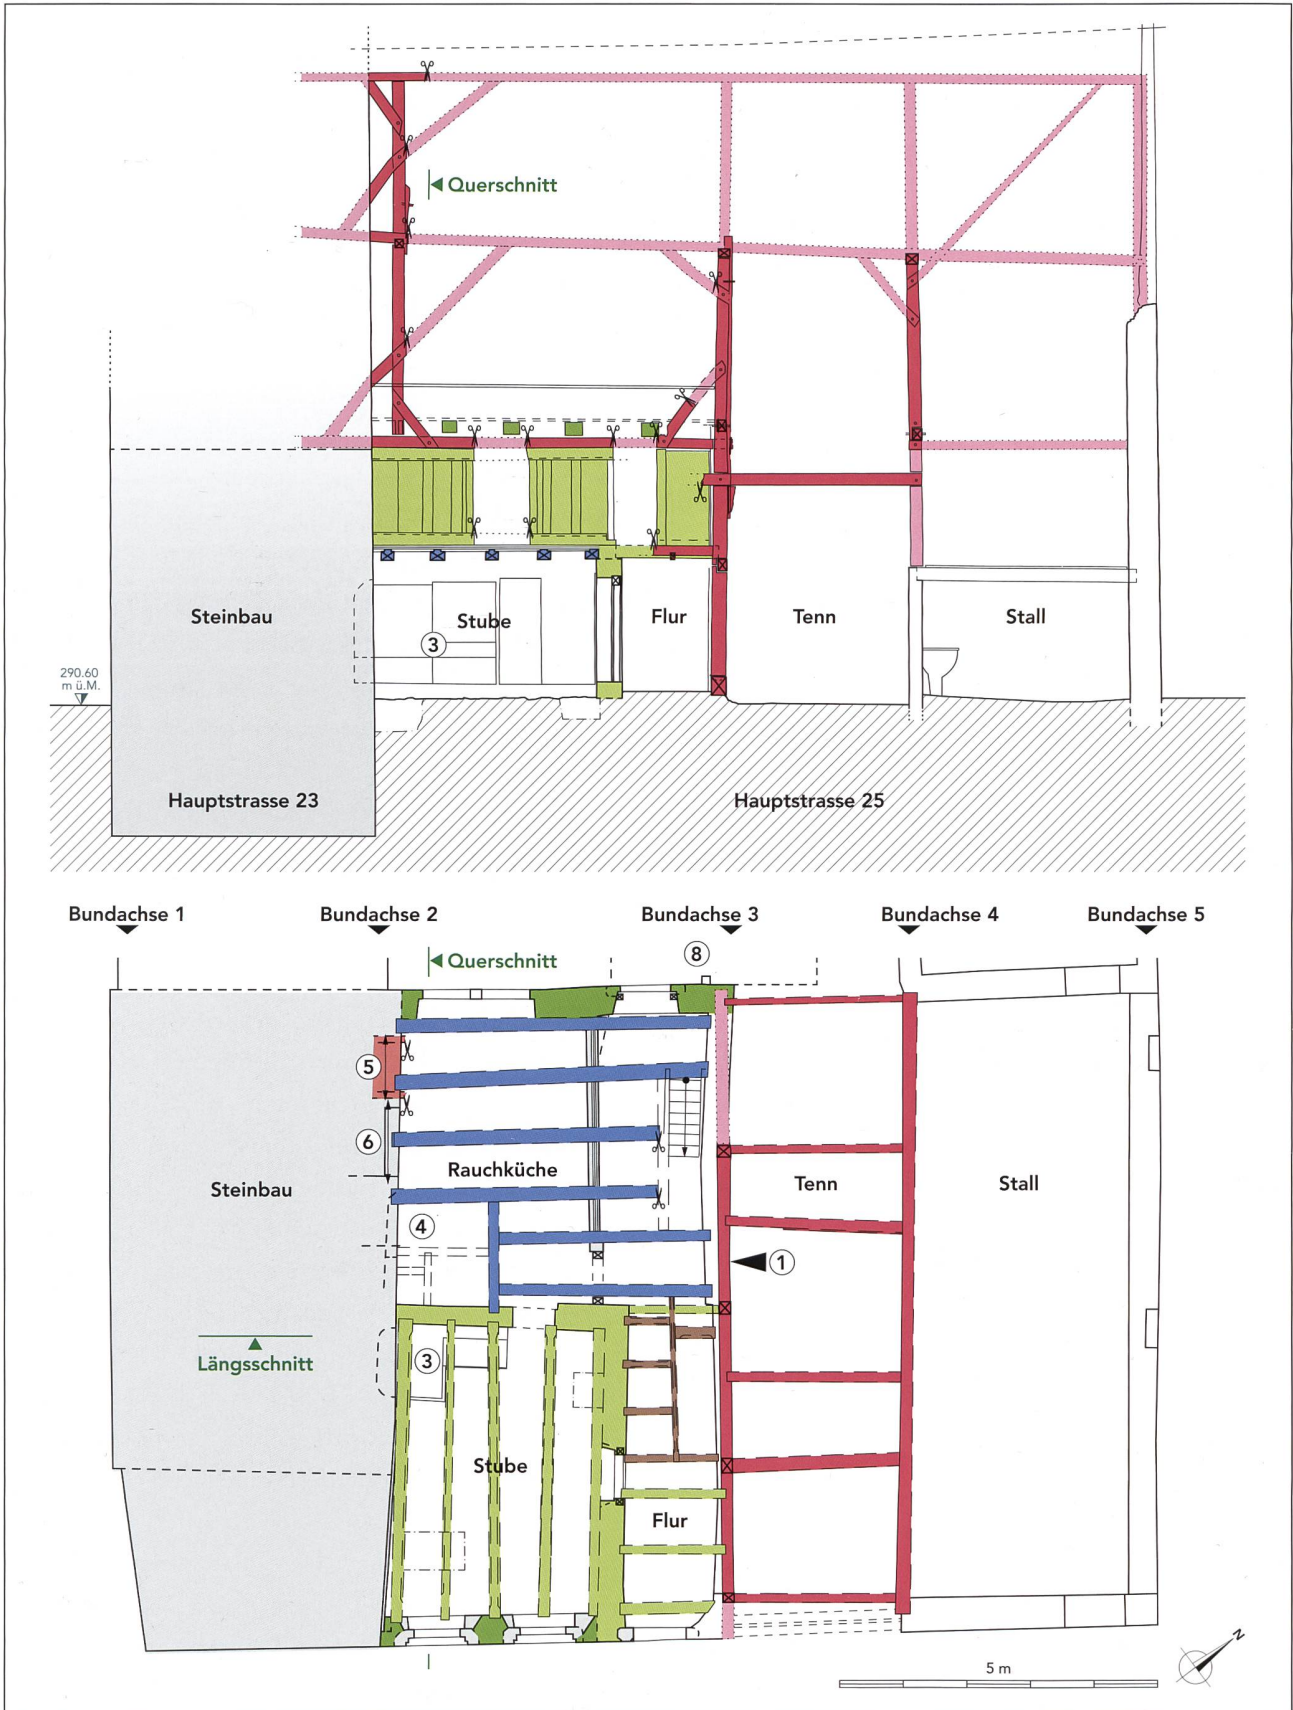 Querschnitt
290.60
m ü.M.
Steinbau
Stube
3
Flur
Tenn
Stall
Hauptstrasse 23
Hauptstrasse 25
Bundachse 1
Bundachse 2
Bundachse 3
Bundachse 4
Bundachse 5
Querschnitt
8
5
6
Rauchküche
Steinbau
Tenn
Stall
4
1
Längsschnitt
3
Stube
Flur
5 m
N